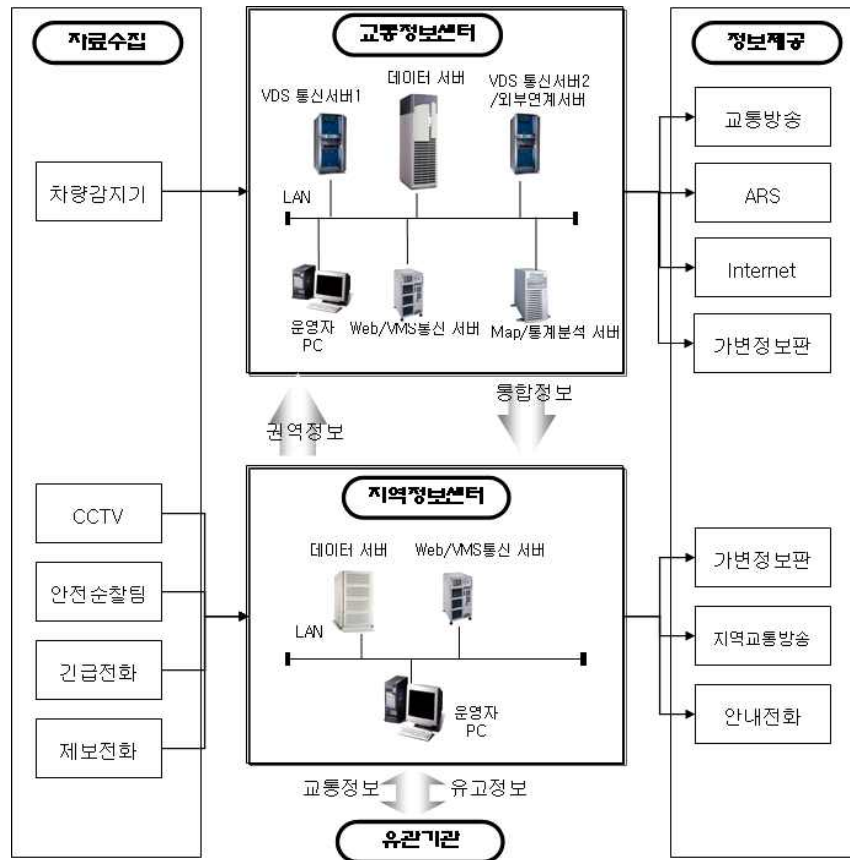 자료수집
교통정보센터
정보제공
VDS 통신서버1
데이터 서버
VDS 통신서버2
/외부연계서버
LAN
운영자
PC
Web/VMS통신 서버
Map/통계분석 서버
차량감지기
교통방송
ARS
Internet
가변정보판
권역정보
통합정보
지역정보센터
데이터 서버
Web/VMS통신 서버
LAN
운영자
PC
CCTV
안전순찰팀
긴급전화
제보전화
가변정보판
지역교통방송
안내전화
교통정보
유고정보
유관기관